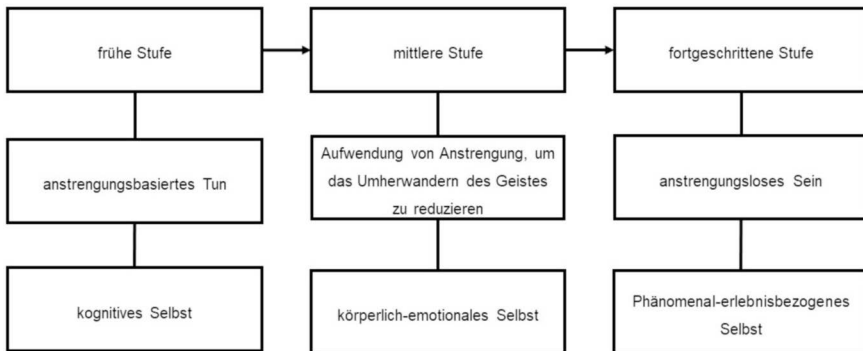 frühe Stufe
mittlere Stufe
fortgeschrittene Stufe
anstrengungsbasiertes Tun
Aufwendung von Anstrengung, um
das Umherwandern des Geistes
zu reduzieren
anstrengungsloses Sein
kognitives Selbst
körperlich-emotionales Selbst
Phänomenal-erlebnisbezogenes
Selbst